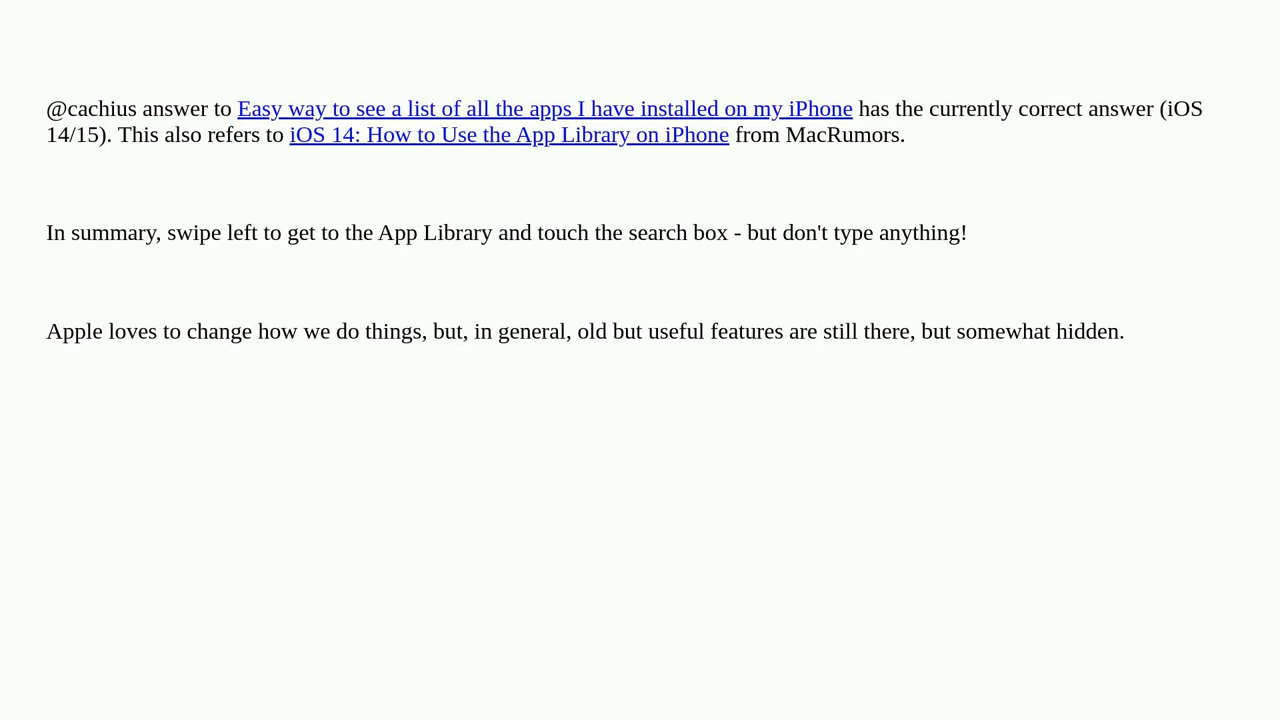 @cachius answer to Easy way to see a list of all the apps I have installed on my iPhone has the currently correct answer (iOS
14/15). This also refers to iOS 14: How to Use the App Library on iPhone from MacRumors.
In summary, swipe left to get to the App Library and touch the search box - but don't type anything!
Apple loves to change how we do things, but, in general, old but useful features are still there, but somewhat hidden.